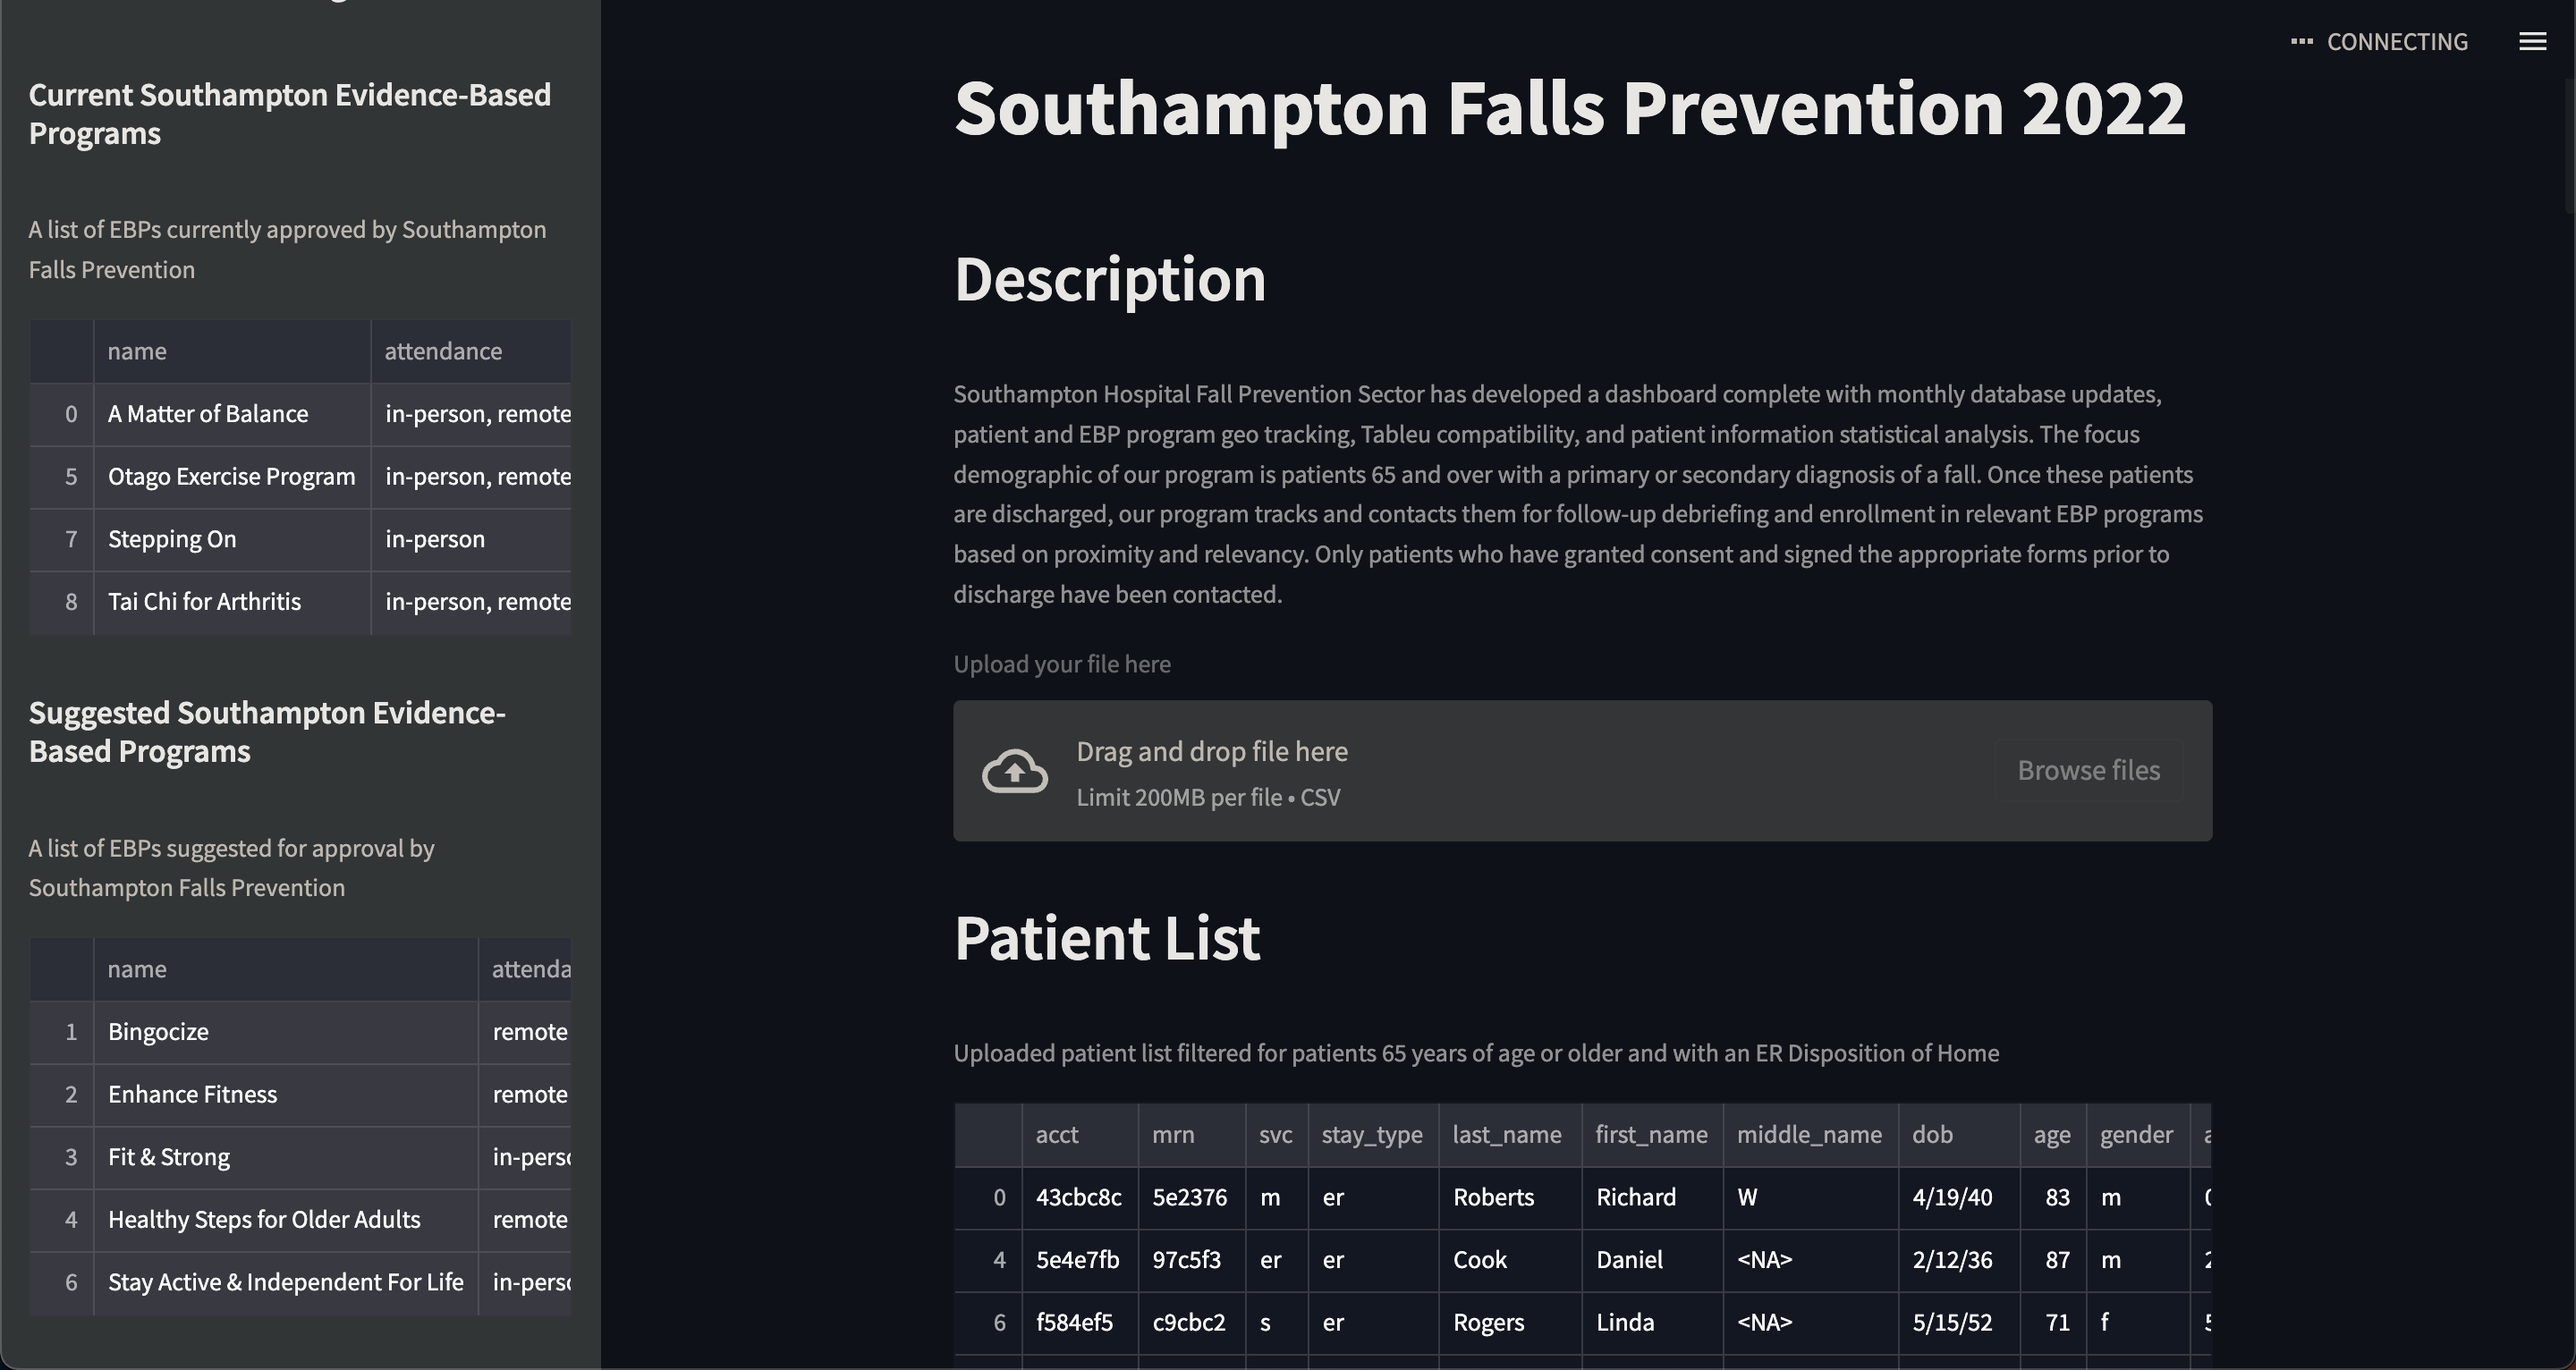 Current Southampton Evidence-Based
Programs
A list of EBPs currently approved by Southampton
Falls Prevention
name attendance
0 A Matter of Balance in-person, remote
5 Otago Exercise Program in-person, remote
7 Stepping On in-person
8 Tai Chi for Arthritis in-person, remote
Suggested Southampton Evidence-
Based Programs
A list of EBPs suggested for approval by
Southampton Falls Prevention
name attenda
1 Bingocize remote
2 Enhance Fitness remote
3 Fit & Strong in-perso
4 Healthy Steps for Older Adults remote
6 Stay Active & Independent For Life in-perso
CONNECTING
Southampton Falls Prevention 2022
Description
Southampton Hospital Fall Prevention Sector has developed a dashboard complete with monthly database updates,
patient and EBP program geo tracking, Tableu compatibility, and patient information statistical analysis. The focus
demographic of our program is patients 65 and over with a primary or secondary diagnosis of a fall. Once these patients
are discharged, our program tracks and contacts them for follow-up debriefing and enrollment in relevant EBP programs
based on proximity and relevancy. Only patients who have granted consent and signed the appropriate forms prior to
discharge have been contacted.
Upload your file here
Drag and drop file here
Limit 200MB per file • CSV
Browse files
Patient List
Uploaded patient list filtered for patients 65 years of age or older and with an ER Disposition of Home
acct mrn svc stay_type last_name first_name middle_name dob age gender
0 43cbc8c 5e2376 m er Roberts Richard W 4/19/40 83 m
4 5e4e7fb 97c5f3 er er Cook Daniel <NA> 2/12/36 87 m
6 f584ef5 c9cbc2 s er Rogers Linda <NA> 5/15/52 71 f